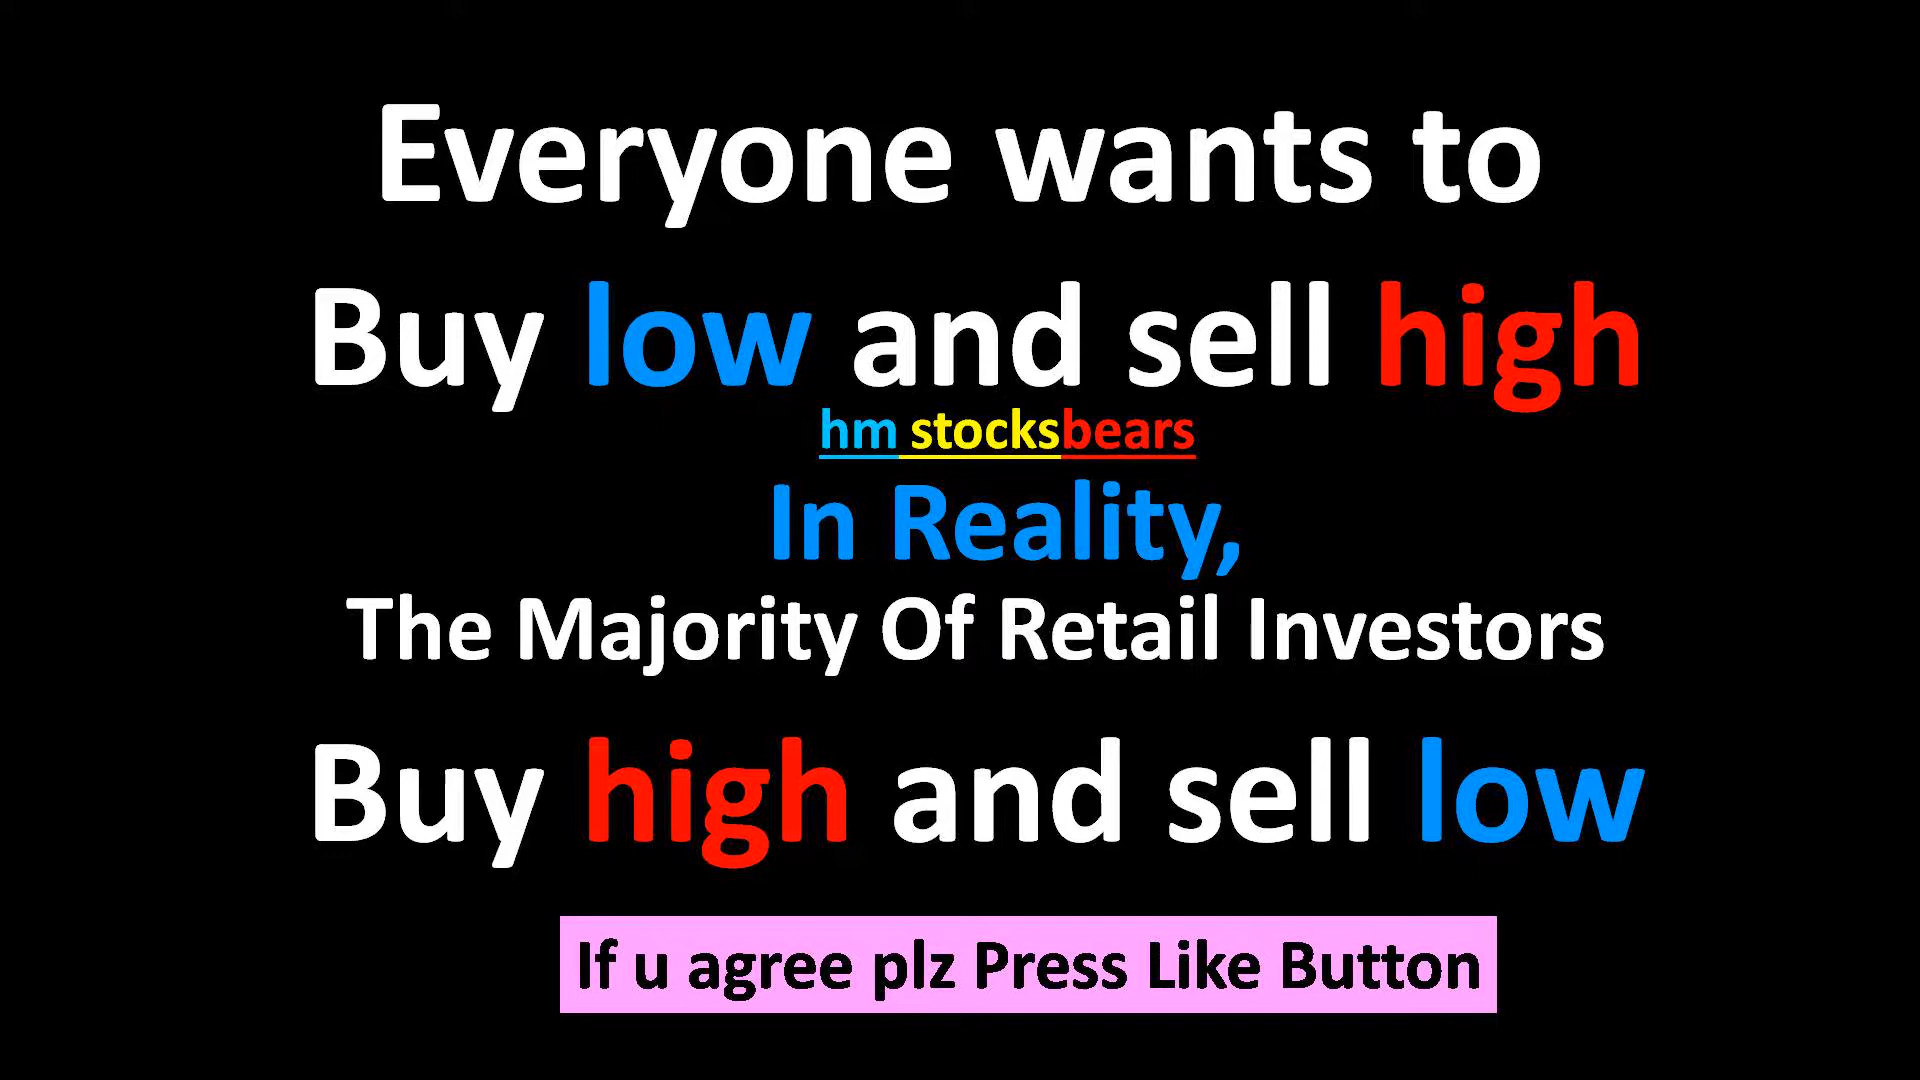 Everyone wants to
Buy low and sell high
hm stocksbears
In Reality,
The Majority Of Retail Investors
Buy high and sell low
If u agree plz Press Like Button